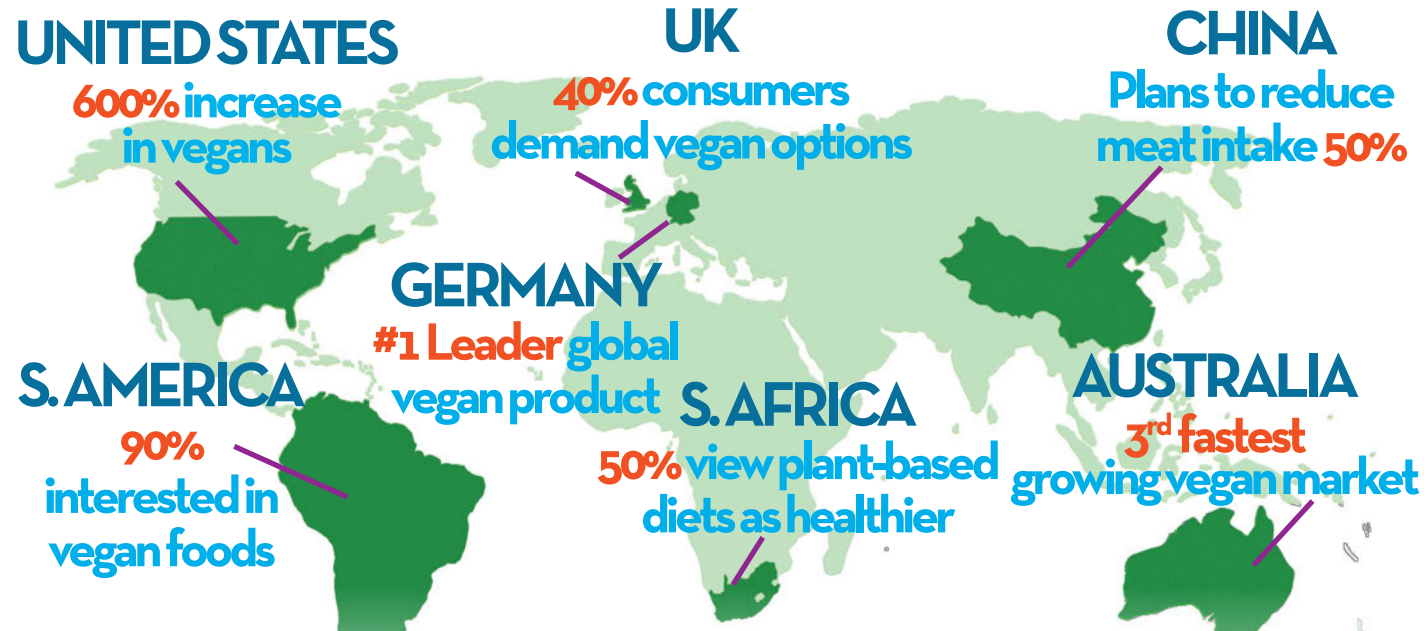 UNITED STATES
600% increase
in vegans
UK
40% consumers
demand vegan options
CHINA
Plans to reduce
meat intake 50%
GERMANY
#1 Leader global
vegan product
S. AMERICA
90%
interested in
vegan foods
S. AFRICA
50% view plant-based
diets as healthier
AUSTRALIA
3rd fastest
growing vegan market